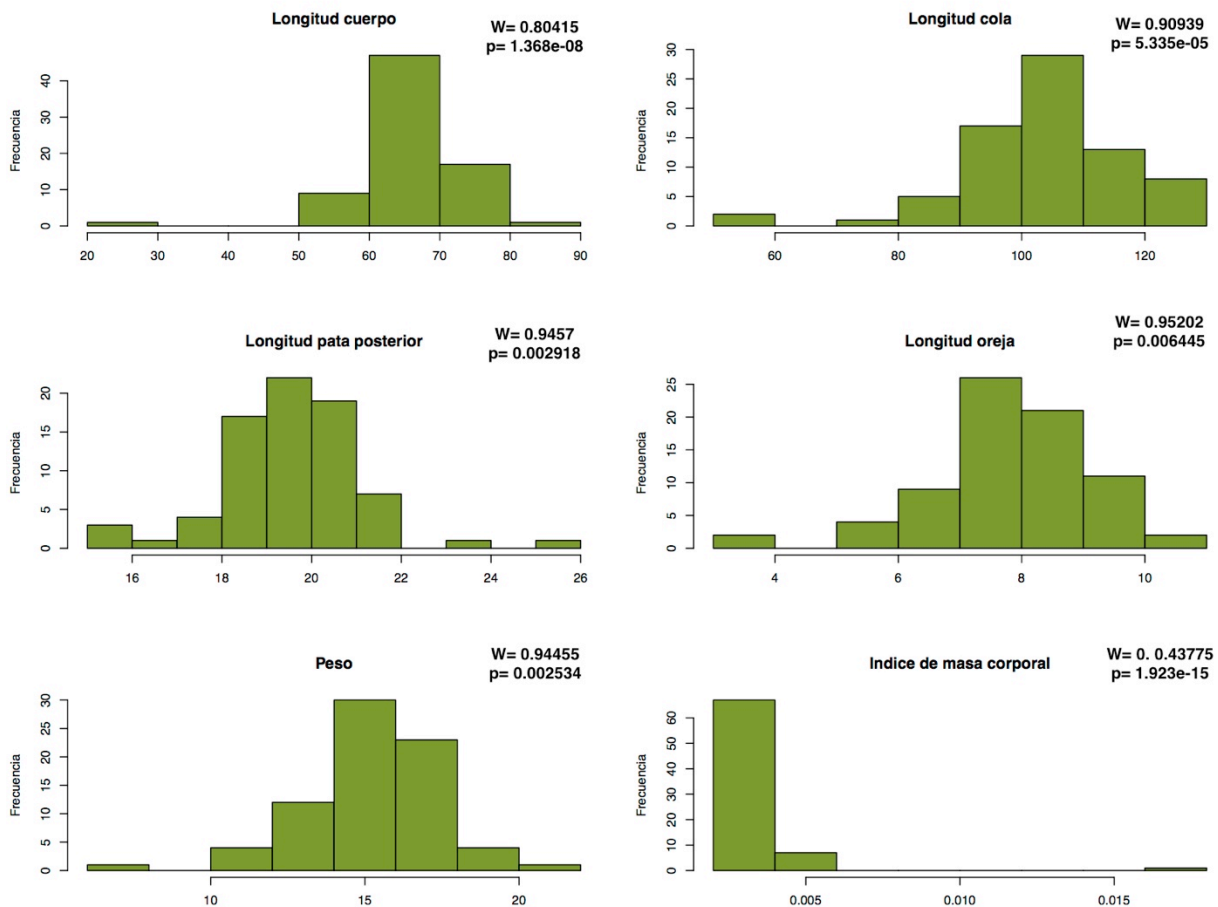 Longitud cuerpo
W= 0.80415
p= 1.368e-08
Frecuencia
40
30
20
10
0
20 30 40 50 60 70 80 90
Longitud cola
W= 0.90939
p= 5.335e-05
Frecuencia
30
25
20
15
10
5
0
60 80 100 120
Longitud pata posterior
W= 0.9457
p= 0.002918
Frecuencia
20
15
10
5
0
16 18 20 22 24 26
Longitud oreja
W= 0.95202
p= 0.006445
Frecuencia
25
20
15
10
5
0
4 6 8 10
Peso
W= 0.94455
p= 0.002534
Frecuencia
30
25
20
15
10
5
0
10 15 20
Indice de masa corporal
W= 0. 0.43775
p= 1.923e-15
Frecuencia
60
50
40
30
20
10
0
0.005 0.010 0.015